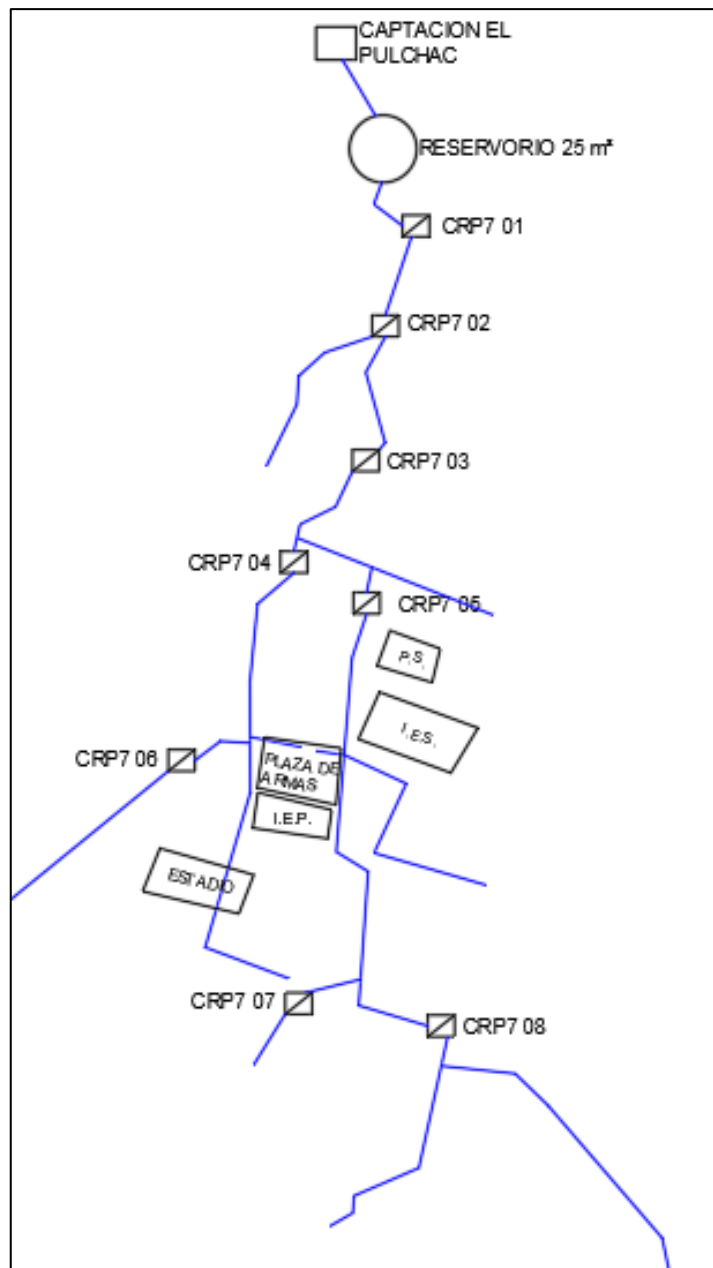 CAPTACION EL
PULCHAC
RESERVORIO 25 m³
CRP7 01
CRP7 02
CRP7 03
CRP7 04
CRP7 05
P.S.
I.E.S.
CRP7 06
PLAZA DE
ARMAS
I.E.P.
ESTADIO
CRP7 07
CRP7 08